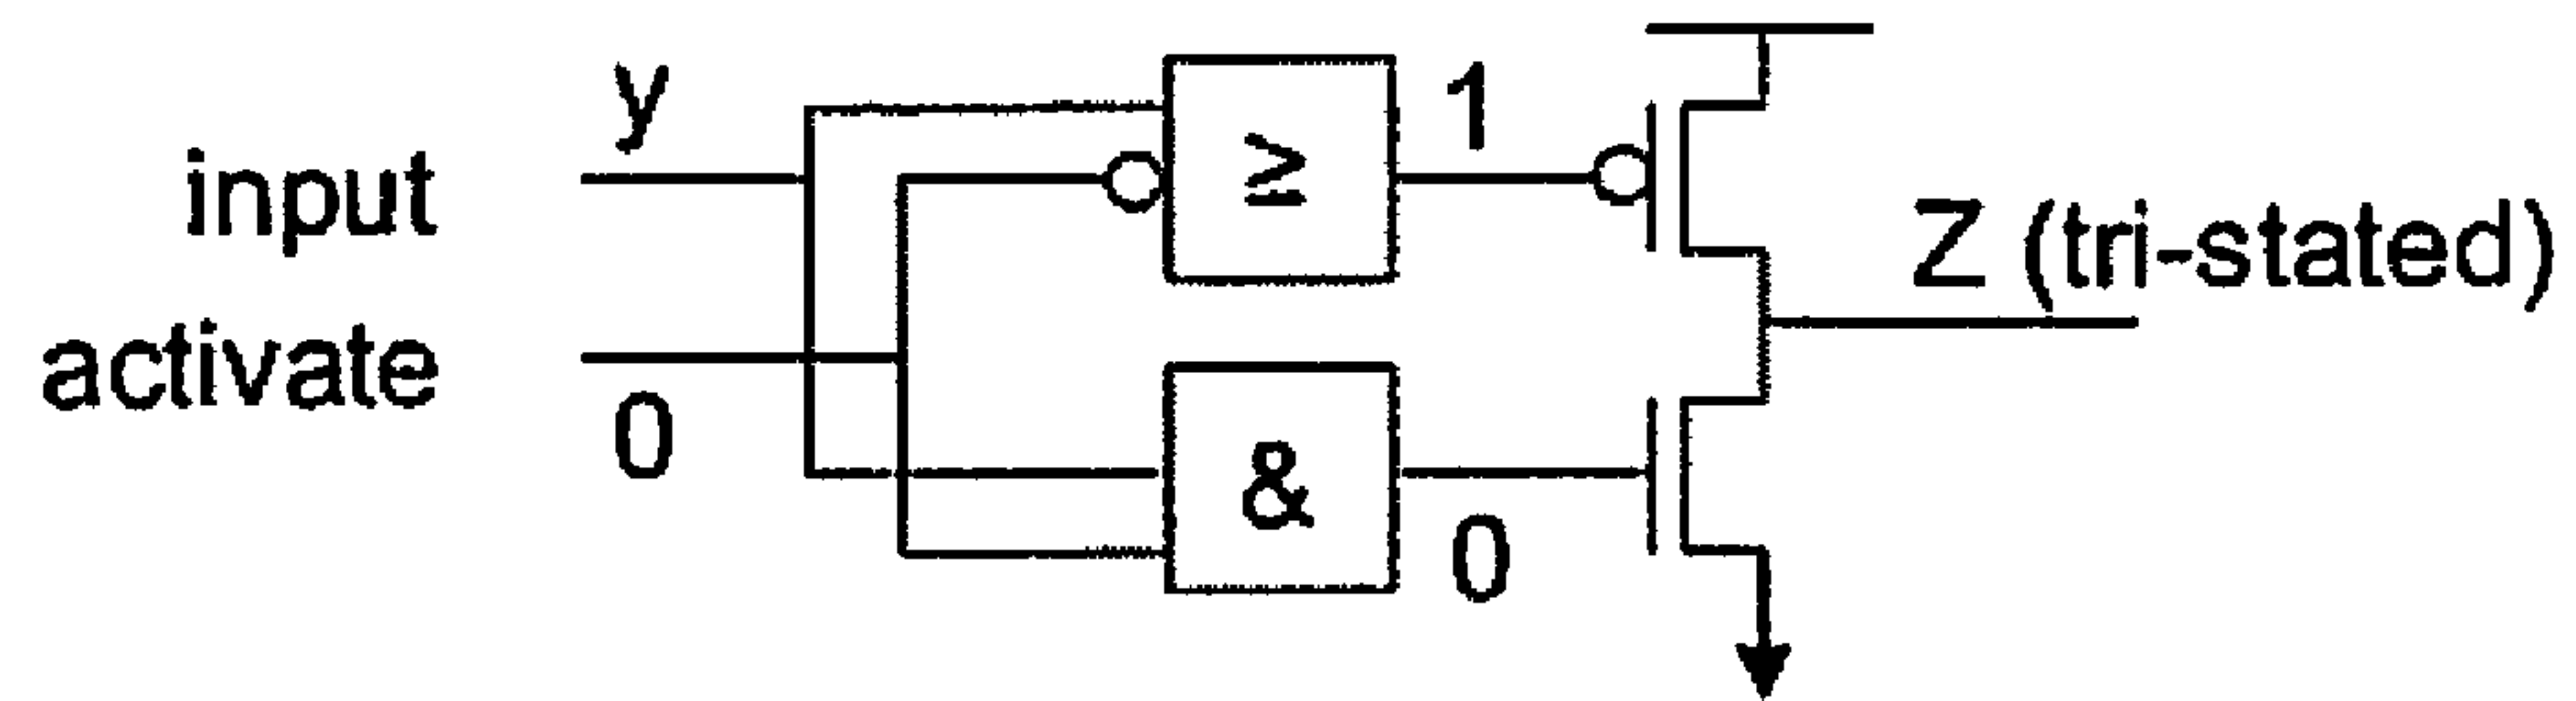 y
input
activate
0
≥
1
&
0
Z (tri-stated)